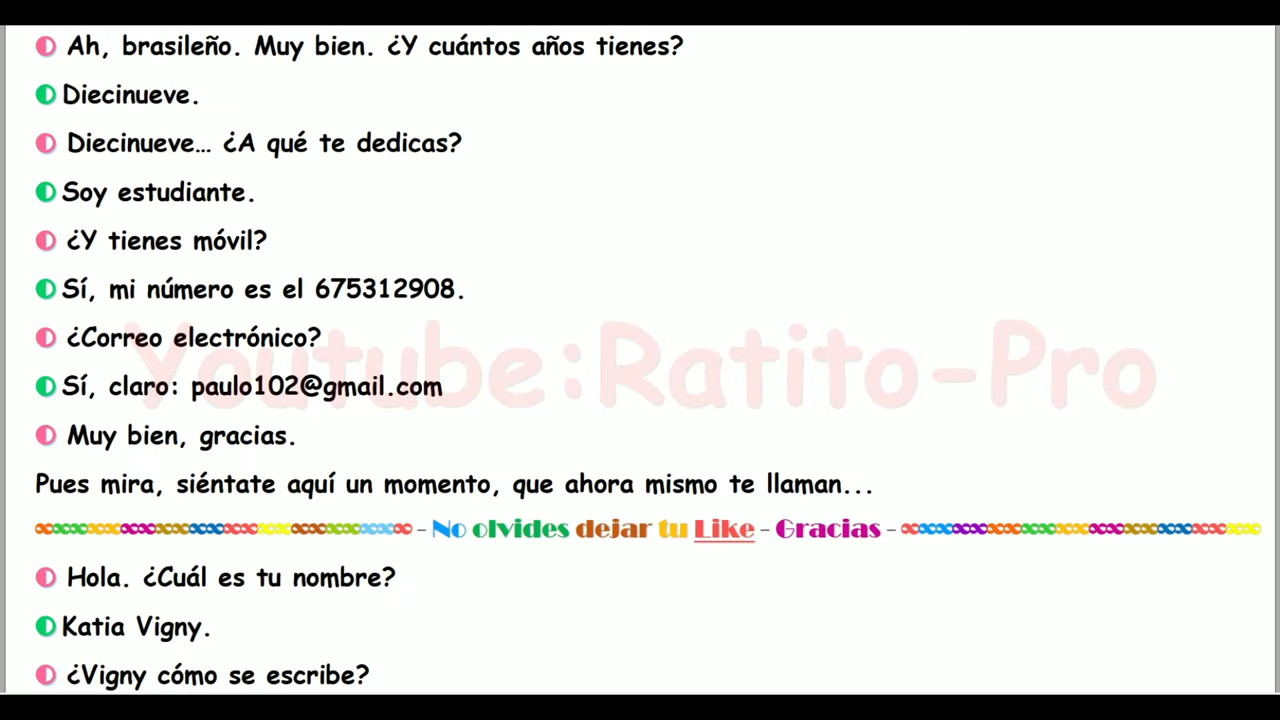 Ah, brasileño. Muy bien. ¿Y cuántos años tienes?
Diecinueve.
Diecinueve... ¿A qué te dedicas?
Soy estudiante.
¿Y tienes móvil?
Sí, mi número es el 675312908.
¿Correo electrónico?
Youtube:Ratito-Pro
Sí, claro: paulo102@gmail.com
Muy bien, gracias.
Pues mira, siéntate aquí un momento, que ahora mismo te llaman...
- No olvides dejar tu Like - Gracias -
Hola. ¿Cuál es tu nombre?
Katia Vigny.
¿Vigny cómo se escribe?